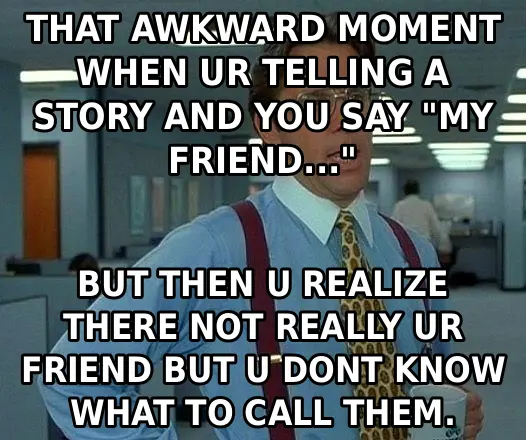 THAT AWKWARD MOMENT
WHEN UR TELLING A
STORY AND YOU SAY "MY
FRIEND..."
BUT THEN U REALIZE
THERE NOT REALLY UR
FRIEND BUT U DONT KNOW
WHAT TO CALL THEM.